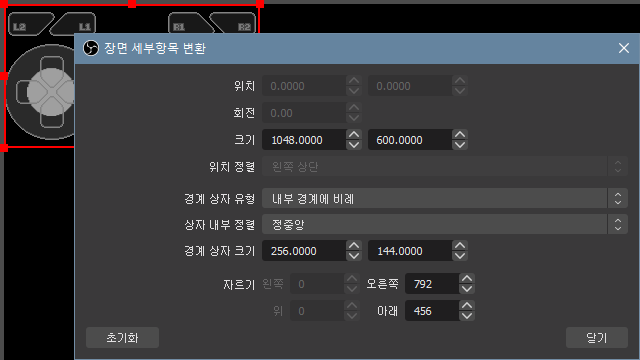 L2 L1 R1 R2
장면 세부항목 변환
위치 0.0000 0.0000
회전 0.00
크기 1048.0000 600.0000
위치 정렬 왼쪽 상단
경계 상자 유형 내부 경계에 비례
상자 내부 정렬 정중앙
경계 상자 크기 256.0000 144.0000
자르기 왼쪽 0 오른쪽 792
위 0 아래 456
초기화 닫기